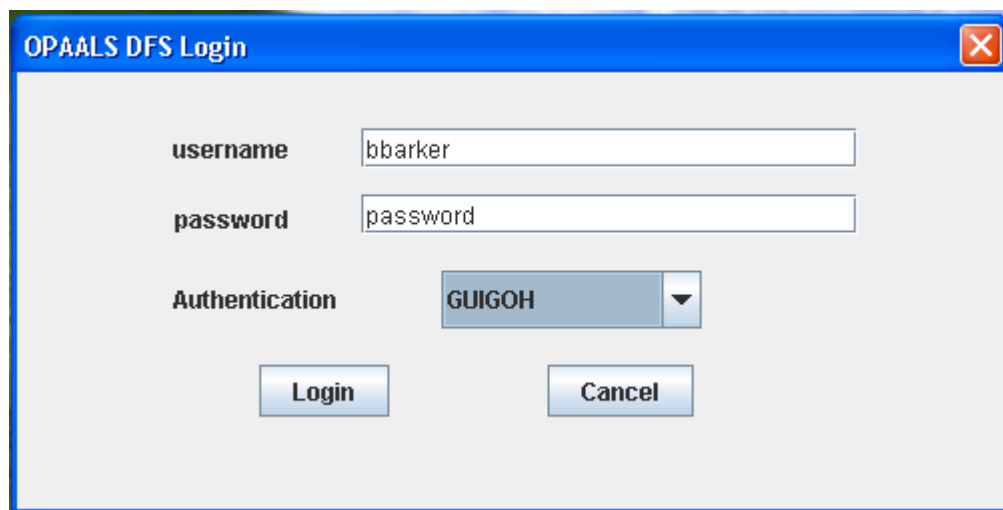 OPAALS DFS Login
username bbarker
password password
Authentication GUIGOH
Login Cancel